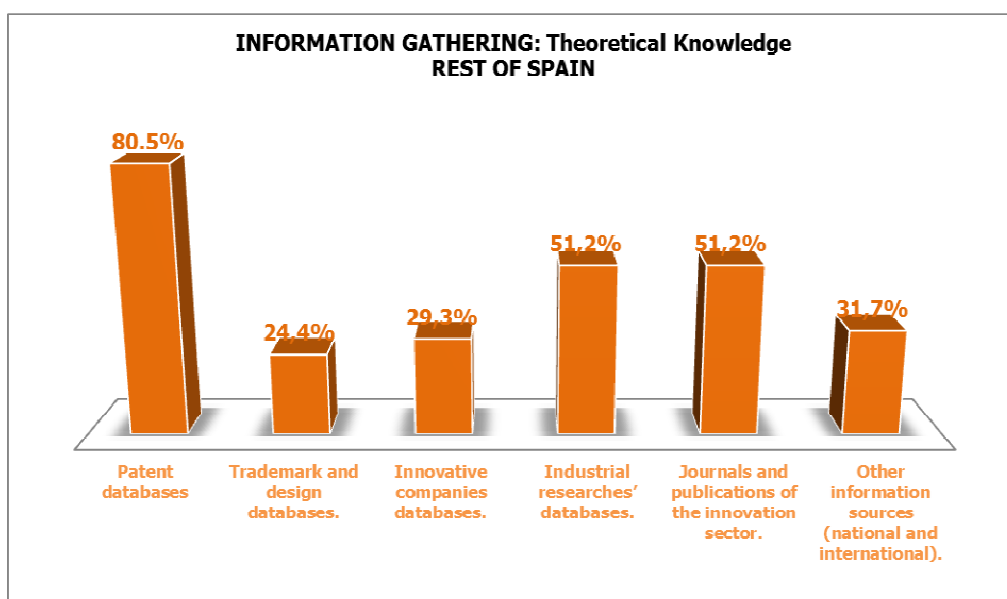 INFORMATION GATHERING: Theoretical Knowledge
REST OF SPAIN
80.5%
24,4%
29,3%
51,2%
51,2%
31,7%
Patent
databases
Trademark and
design
databases.
Innovative
companies
databases.
Industrial
researches’
databases.
Journals and
publications of
the innovation
sector.
Other
information
sources
(national and
international).